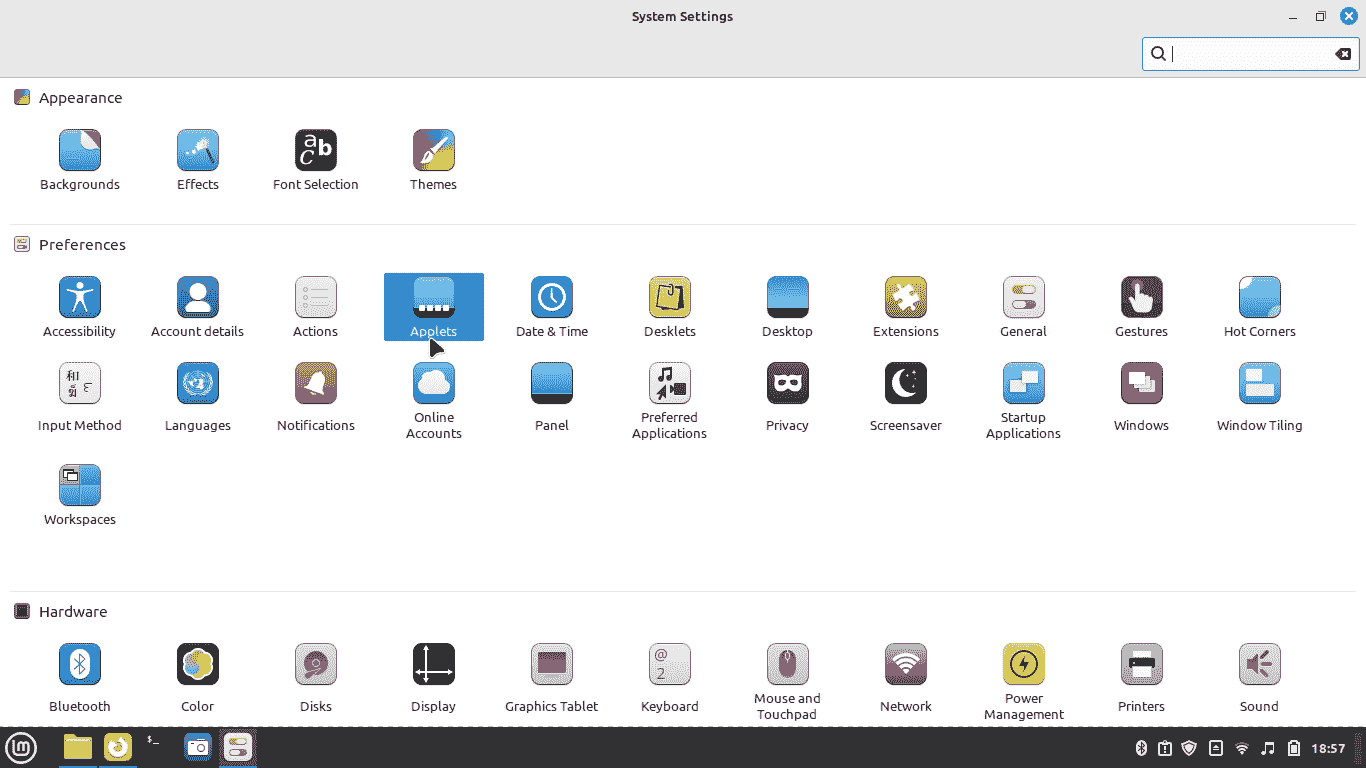 System Settings
Appearance
Backgrounds
Effects
Font Selection
Themes
Preferences
Accessibility
Account details
Actions
Applets
Date & Time
Desklets
Desktop
Extensions
General
Gestures
Hot Corners
Input Method
Languages
Notifications
Online
Accounts
Panel
Preferred
Applications
Privacy
Screensaver
Startup
Applications
Windows
Window Tiling
Workspaces
Hardware
Bluetooth
Color
Disks
Display
Graphics Tablet
Keyboard
Mouse and
Touchpad
Network
Power
Management
Printers
Sound
18:57